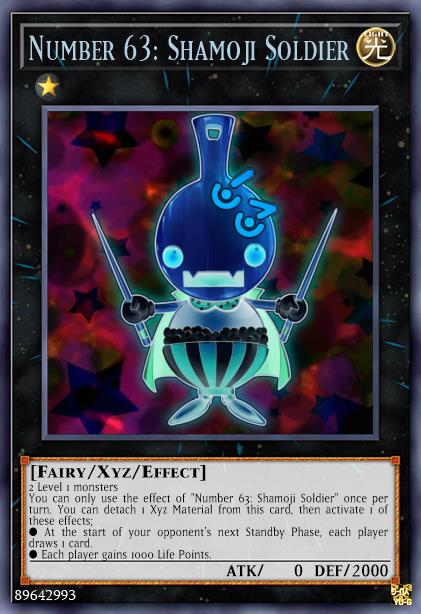 Number 63: Shamoji Soldier
LIGHT
光
63
[Fairy/Xyz/Effect]
2 Level 1 monsters
You can only use the effect of "Number 63: Shamoji Soldier" once per
turn. You can detach 1 Xyz Material from this card, then activate 1 of
these effects;
● At the start of your opponent's next Standby Phase, each player
draws 1 card.
● Each player gains 1000 Life Points.
ATK/ 0 DEF/2000
89642993